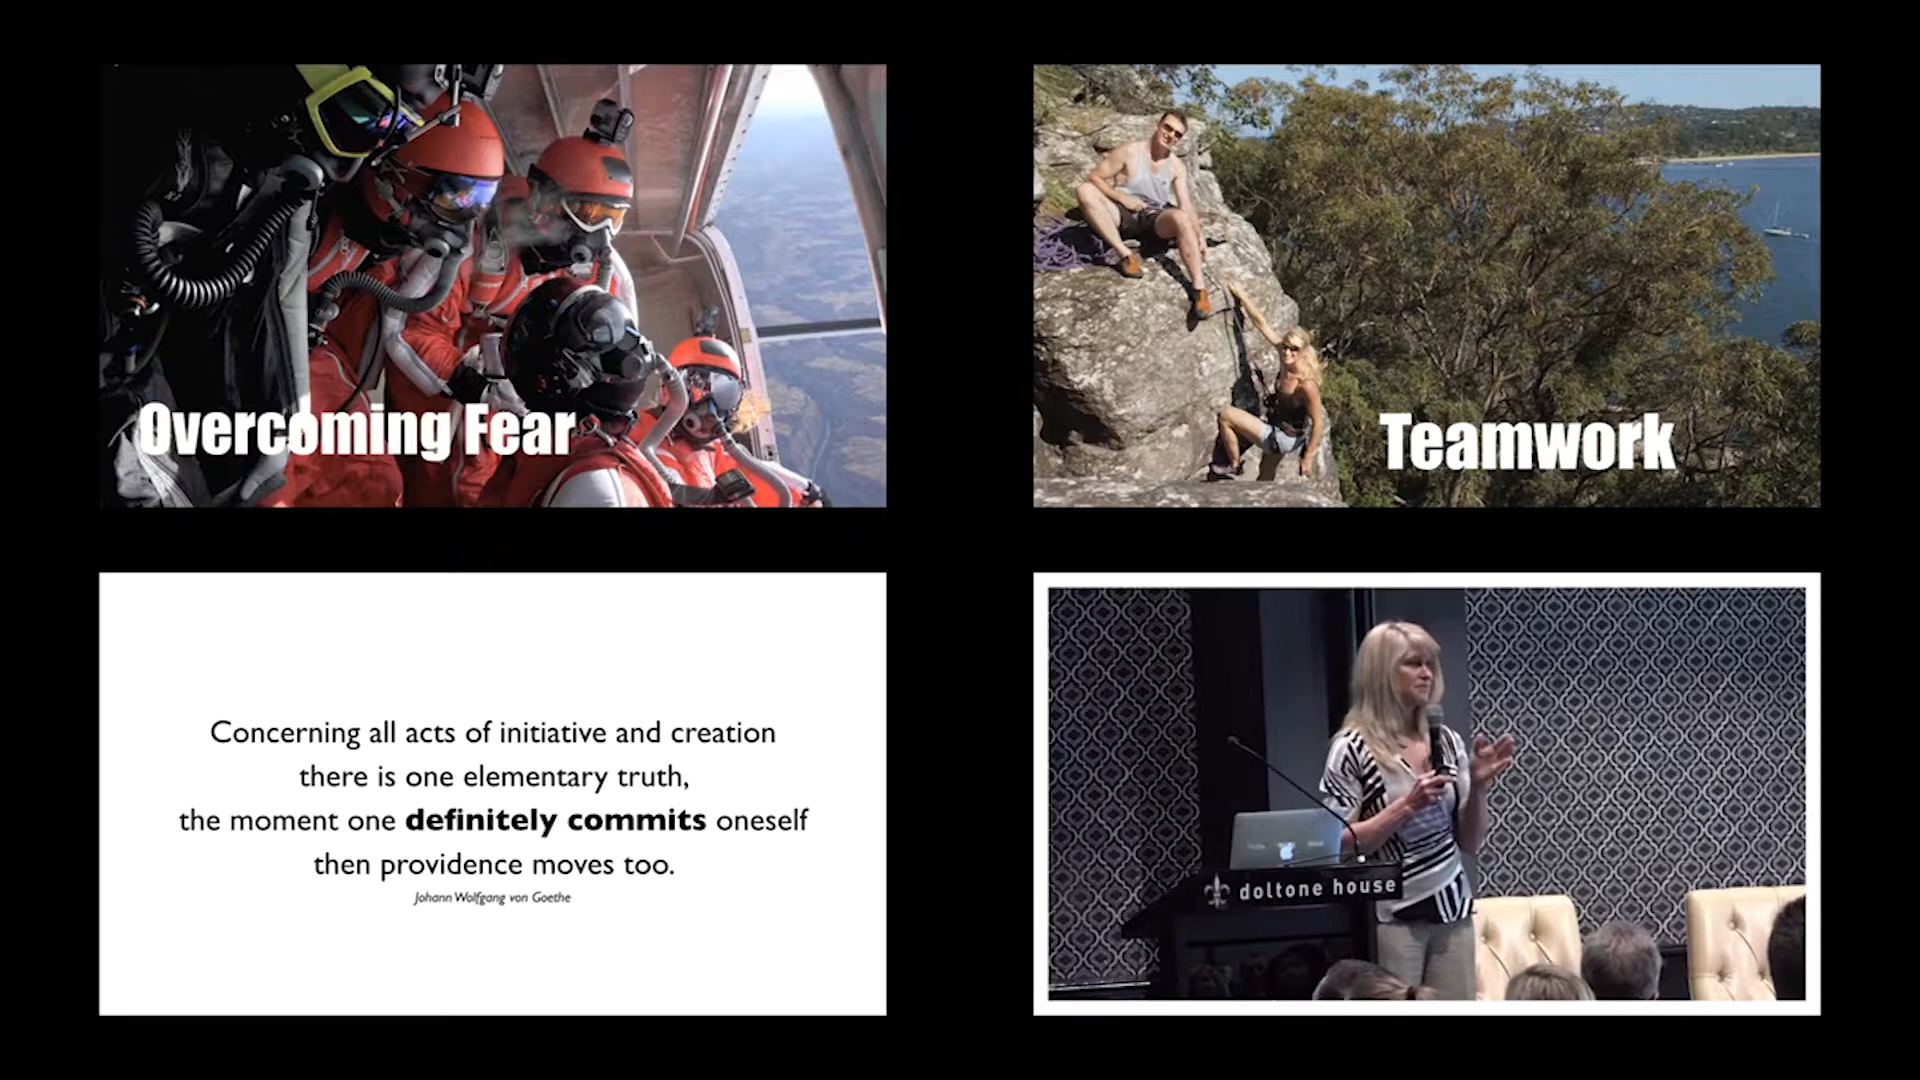 Overcoming Fear
Teamwork
Concerning all acts of initiative and creation
there is one elementary truth,
the moment one definitely commits oneself
then providence moves too.
Johann Wolfgang von Goethe
doltone house